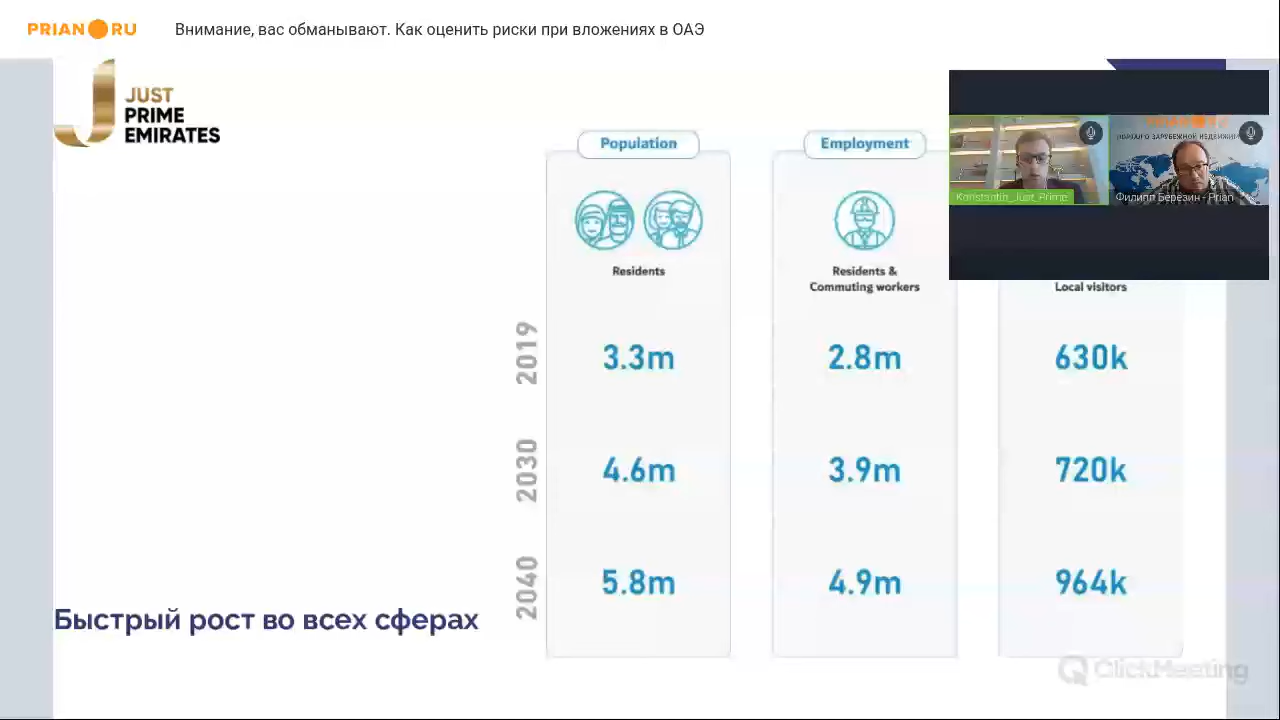 PRIAN RU
Внимание, вас обманывают. Как оценить риски при вложениях в ОАЭ
JUST
PRIME
EMIRATES
Population
Employment
Konstantin_Just_Prime
Филипп Березин - Prian
Residents
Residents &
Commuting workers
Local visitors
2019
3.3m
2.8m
630k
2030
4.6m
3.9m
720k
2040
5.8m
4.9m
964k
Быстрый рост во всех сферах
ClickMeeting